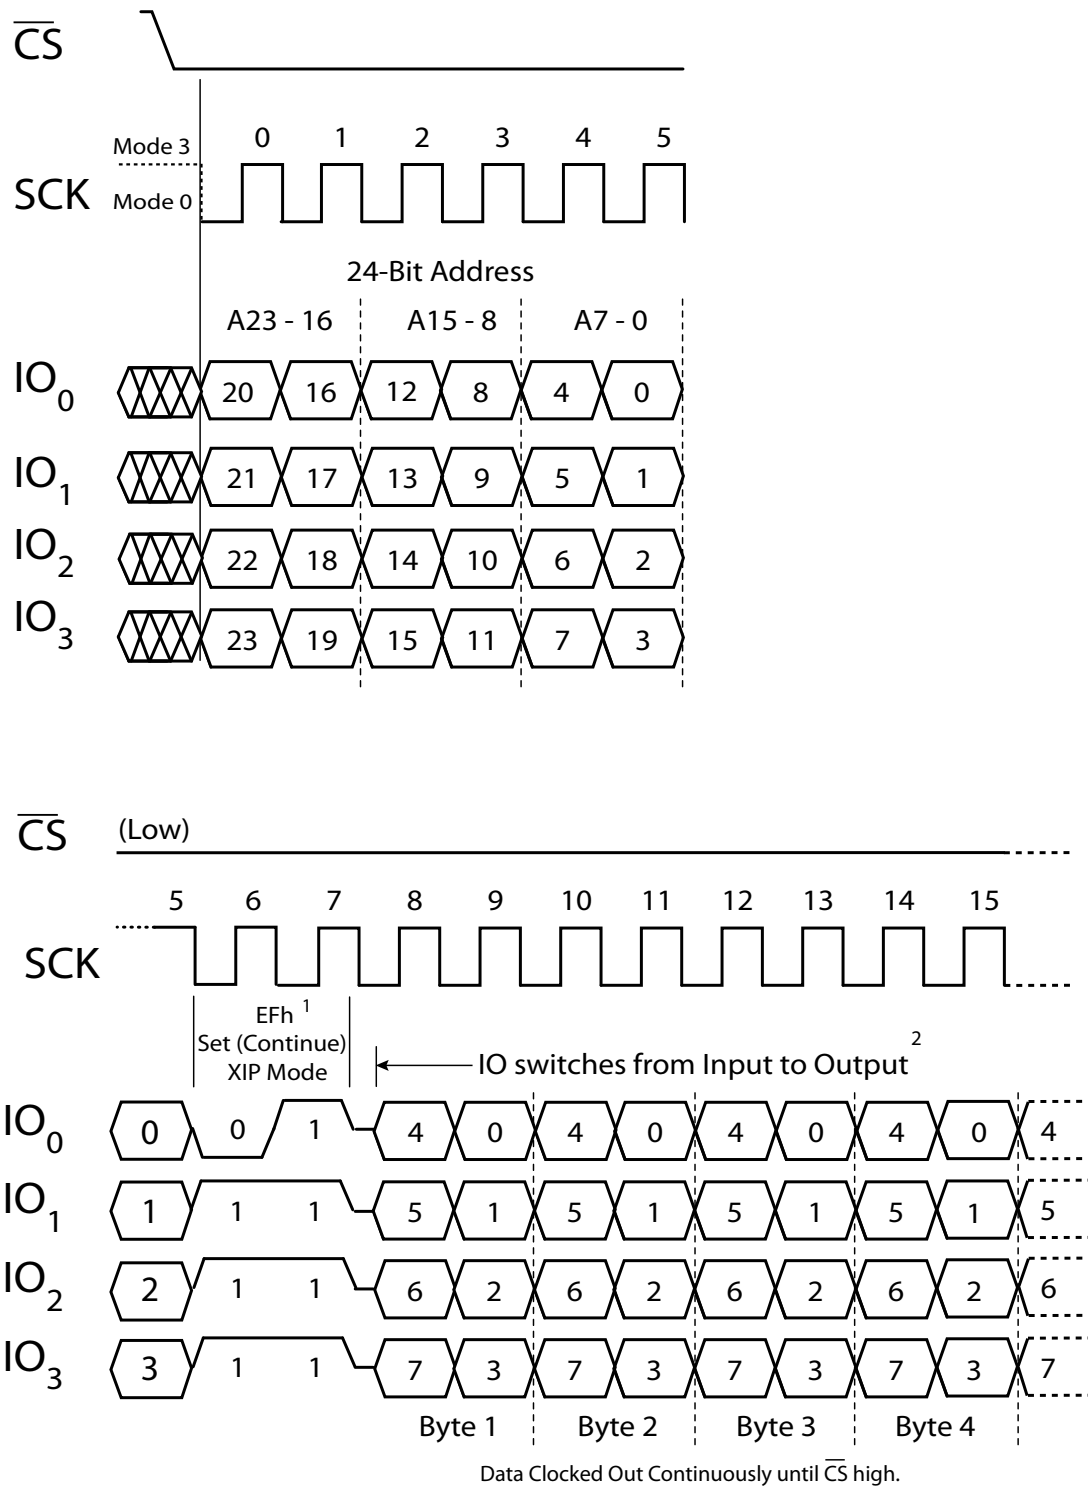 CS
Mode 3
0 1 2 3 4 5
SCK
Mode 0
24-Bit Address
A23 - 16 A15 - 8 A7 - 0
IO0 20 16 12 8 4 0
IO1 21 17 13 9 5 1
IO2 22 18 14 10 6 2
IO3 23 19 15 11 7 3
CS (Low)
5 6 7 8 9 10 11 12 13 14 15
SCK
EFh 1
Set (Continue)
XIP Mode
IO switches from Input to Output 2
IO0 0 0 1 4 0 4 0 4 0 4 0 4
IO1 1 1 1 5 1 5 1 5 1 5 1 5
IO2 2 1 1 6 2 6 2 6 2 6 2 6
IO3 3 1 1 7 3 7 3 7 3 7 3 7
Byte 1 Byte 2 Byte 3 Byte 4
Data Clocked Out Continuously until CS high.